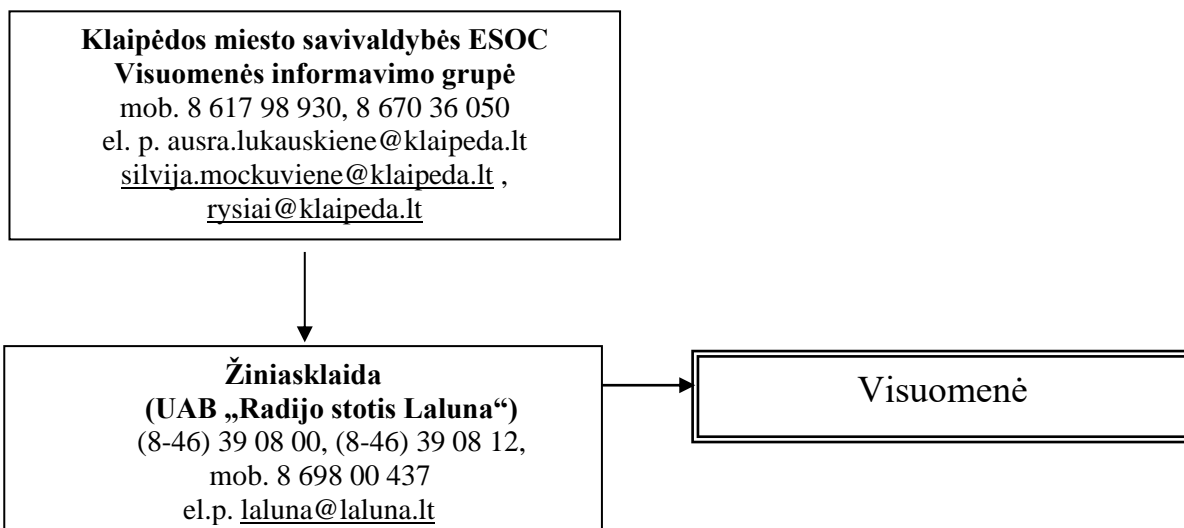 Klaipėdos miesto savivaldybės ESOC
Visuomenės informavimo grupė
mob. 8 617 98 930, 8 670 36 050
el. p. ausra.lukauskiene@klaipeda.lt
silvija.mockuviene@klaipeda.lt ,
rysiai@klaipeda.lt
Žiniasklaida
(UAB „Radijo stotis Laluna“)
(8-46) 39 08 00, (8-46) 39 08 12,
mob. 8 698 00 437
el.p. laluna@laluna.lt
Visuomenė